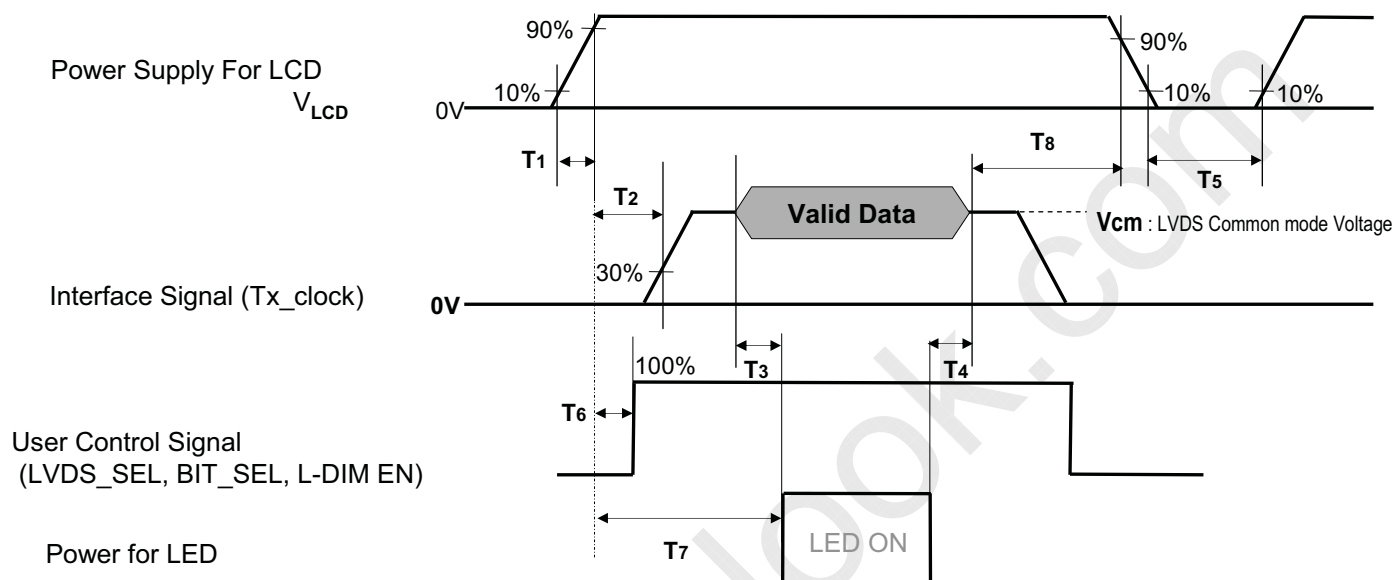 90%
90%
Power Supply For LCD
VLCD
10%
10%
10%
0V
T1
T8
T5
T2
Valid Data
Vcm : LVDS Common mode Voltage
30%
Interface Signal (Tx_clock)
0V
100%
T3
T4
T6
User Control Signal
(LVDS_SEL, BIT_SEL, L-DIM EN)
T7
LED ON
Power for LED
look.com